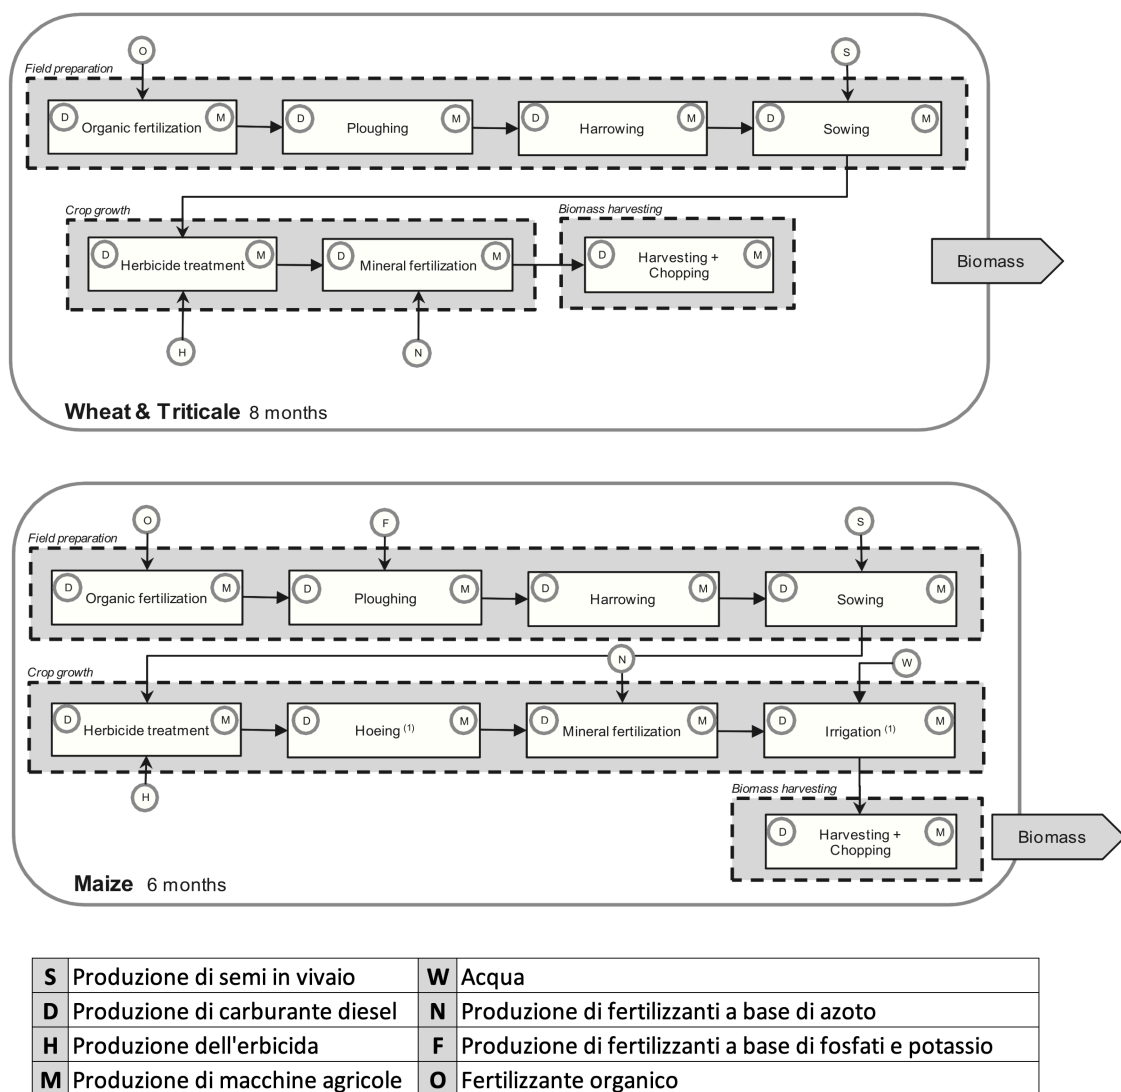 O
S
Field preparation
D Organic fertilization M
D Ploughing M
D Harrowing M
D Sowing M
Crop growth
Biomass harvesting
D Herbicide treatment M
D Mineral fertilization M
D Harvesting + M
Chopping
Biomass
H
N
Wheat & Triticale 8 months
O
F
S
Field preparation
D Organic fertilization M
D Ploughing M
D Harrowing M
D Sowing M
N
W
Crop growth
D Herbicide treatment M
D Hoeing (1) M
D Mineral fertilization M
D Irrigation (1) M
H
Biomass harvesting
D Harvesting + M
Chopping
Biomass
Maize 6 months
S Produzione di semi in vivaio W Acqua
D Produzione di carburante diesel N Produzione di fertilizzanti a base di azoto
H Produzione dell'erbicida F Produzione di fertilizzanti a base di fosfati e potassio
M Produzione di macchine agricole O Fertilizzante organico